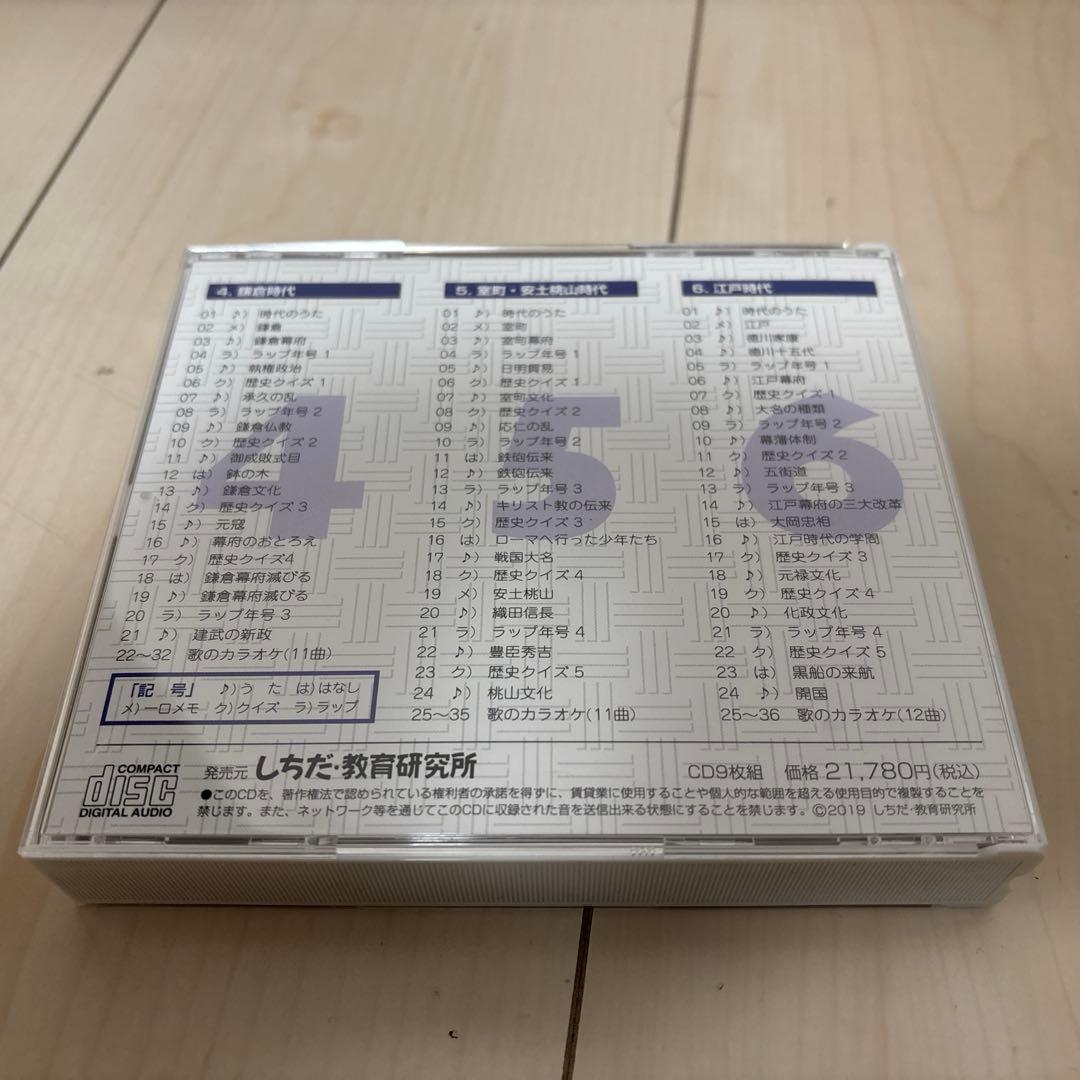 4. 鎌倉時代
01 ♪) 時代のうた
02 メ) 鎌倉
03 ♪) 鎌倉幕府
04 ラ) ラップ年号 1
05 ♪) 執権政治
06 ク) 歴史クイズ 1
07 ♪) 承久の乱
08 ラ) ラップ年号 2
09 ♪) 鎌倉仏教
10 ク) 歴史クイズ 2
11 ♪) 御成敗式目
12 は) 鉢の木
13 ♪) 鎌倉文化
14 ク) 歴史クイズ 3
15 ♪) 元寇
16 ♪) 幕府のおとろえ
17 ク) 歴史クイズ4
18 は) 鎌倉幕府滅びる
19 ♪) 鎌倉幕府滅びる
20 ラ) ラップ年号 3
21 ♪) 建武の新政
22～32 歌のカラオケ(11曲)
「記 号」 ♪)う た は)はなし
メ)一口メモ ク)クイズ ラ)ラップ
5. 室町・安土桃山時代
01 ♪) 時代のうた
02 メ) 室町
03 ♪) 室町幕府
04 ラ) ラップ年号 1
05 ♪) 日明貿易
06 ク) 歴史クイズ 1
07 ♪) 室町文化
08 ク) 歴史クイズ 2
09 ♪) 応仁の乱
10 ラ) ラップ年号 2
11 は) 鉄砲伝来
12 ♪) 鉄砲伝来
13 ラ) ラップ年号 3
14 ♪) キリスト教の伝来
15 ク) 歴史クイズ 3
16 は) ローマへ行った少年たち
17 ♪) 戦国大名
18 ク) 歴史クイズ 4
19 メ) 安土桃山
20 ♪) 織田信長
21 ラ) ラップ年号 4
22 ♪) 豊臣秀吉
23 ク) 歴史クイズ 5
24 ♪) 桃山文化
25～35 歌のカラオケ(11曲)
6. 江戸時代
01 ♪) 時代のうた
02 メ) 江戸
03 ♪) 徳川家康
04 ♪) 徳川十五代
05 ラ) ラップ年号 1
06 ♪) 江戸幕府
07 ク) 歴史クイズ 1
08 ♪) 大名の種類
09 ラ) ラップ年号 2
10 ♪) 幕藩体制
11 ク) 歴史クイズ 2
12 ♪) 五街道
13 ラ) ラップ年号 3
14 ♪) 江戸幕府の三大改革
15 は) 大岡忠相
16 ♪) 江戸時代の学問
17 ク) 歴史クイズ 3
18 ♪) 元禄文化
19 ク) 歴史クイズ 4
20 ♪) 化政文化
21 ラ) ラップ年号 4
22 ク) 歴史クイズ 5
23 は) 黒船の来航
24 ♪) 開国
25～36 歌のカラオケ(12曲)
4 5 6
COMPACT
disc
DIGITAL AUDIO
発売元 しちだ・教育研究所
CD9枚組 価格 21,780円(税込)
●このCDを、著作権法で認められている権利者の承諾を得ずに、賃貸業に使用することや個人的な範囲を超える使用目的で複製することを
禁じます。また、ネットワーク等を通じてこのCDに収録された音を送信出来る状態にすることを禁じます。©2019 しちだ・教育研究所